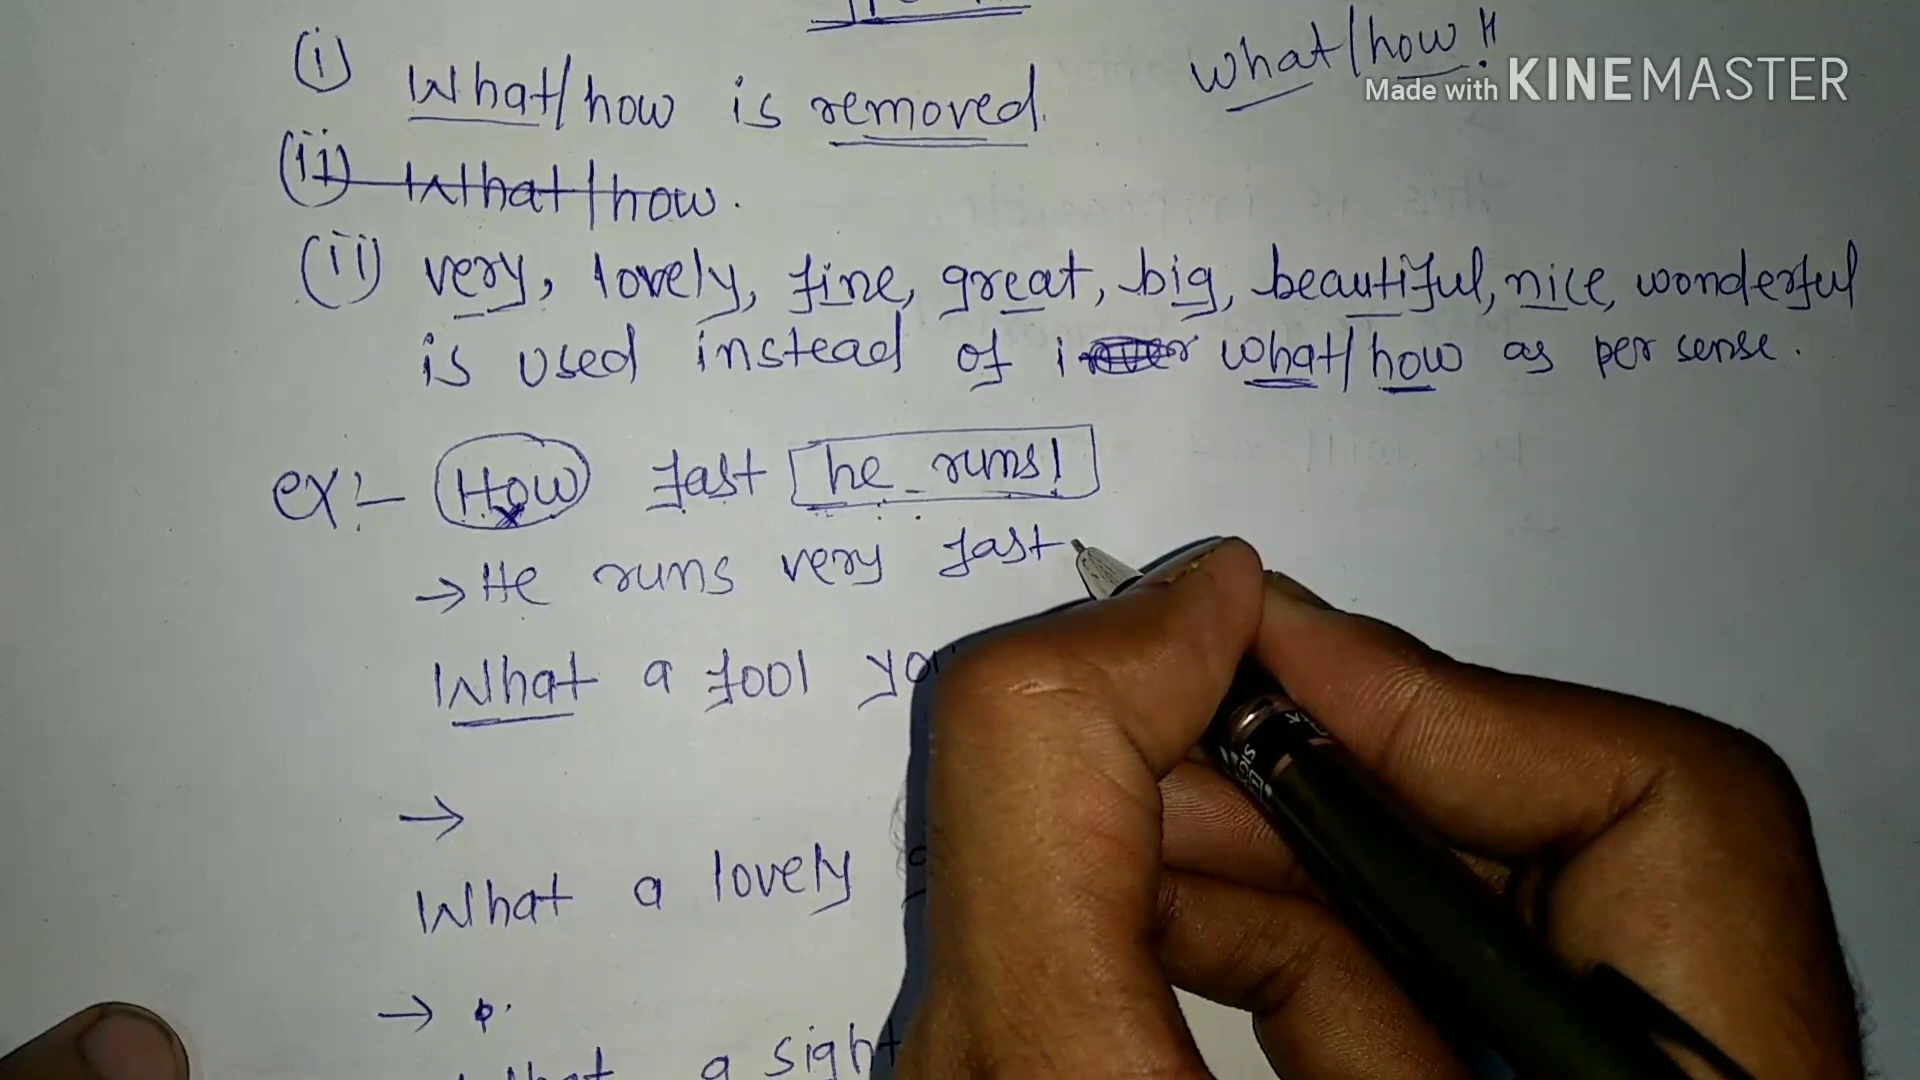 what/how !!
Made with KINEMASTER
(i) What/how is removed.
(ii) What/how.
(ii) very, lovely, fine, great, big, beautiful, nice, wonderful
is used instead of what/how as per sense.
ex:- How fast he runs!
→ He runs very fast
What a fool
→
What a lovely
→
a sight